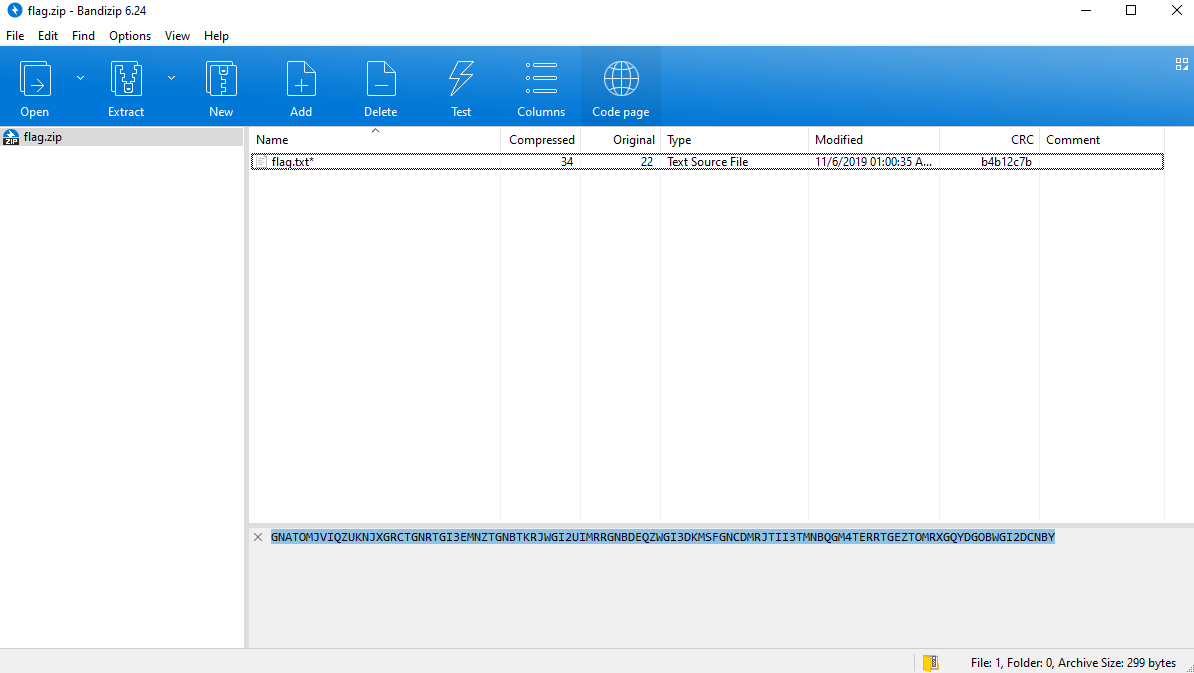 flag.zip - Bandizip 6.24
File Edit Find Options View Help
Open Extract New Add Delete Test Columns Code page
flag.zip
Name Compressed Original Type Modified CRC Comment
flag.txt* 34 22 Text Source File 11/6/2019 01:00:35 A... b4b12c7b
GNATOMJVIQZUKNJXGRCTGNRTGI3EMNZTGNBTKRJWGI2UIMRRGNBDEQZWGI3DKMSFGNCDMRJTII3TMNBQGM4TERRTGEZTOMRXGQYDGOBWGI2DCNBY
File: 1, Folder: 0, Archive Size: 299 bytes